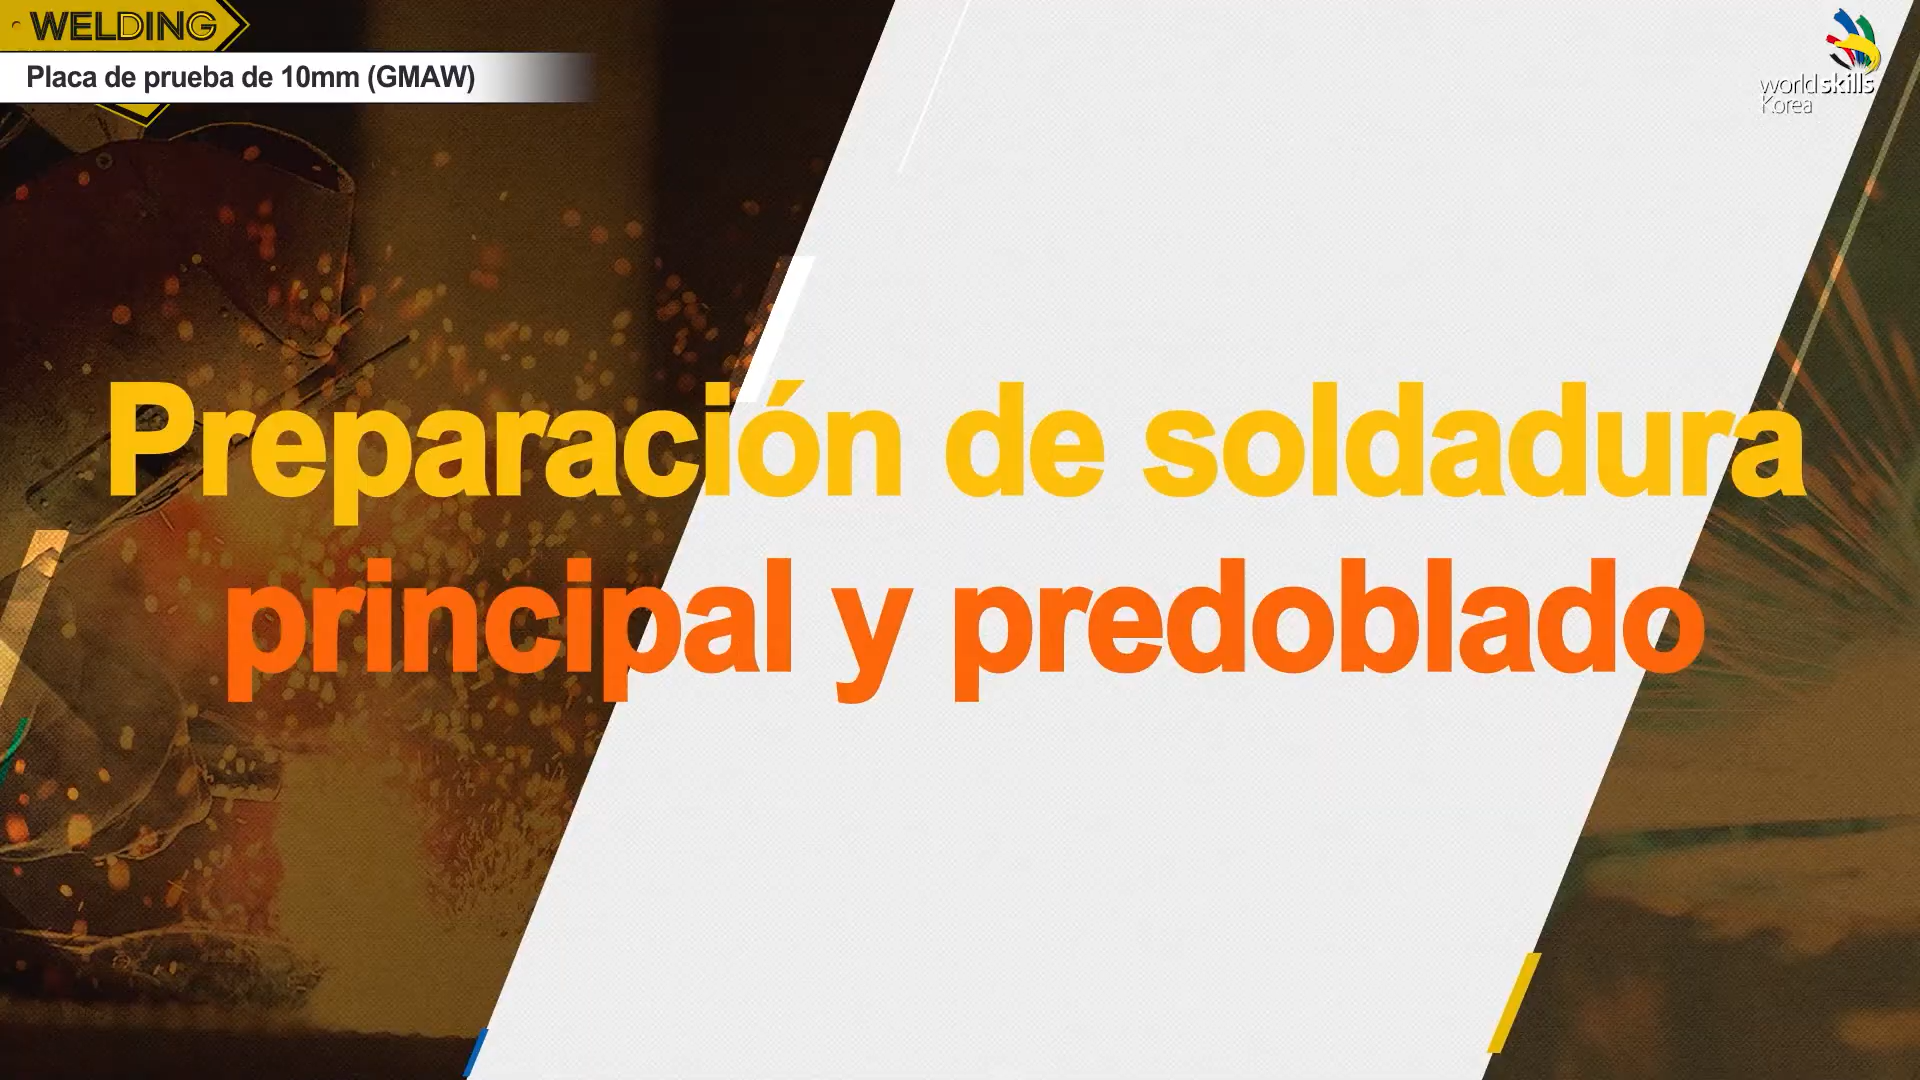 WELDING
Placa de prueba de 10mm (GMAW)
worldskills
Korea
Preparación de soldadura
principal y predoblado